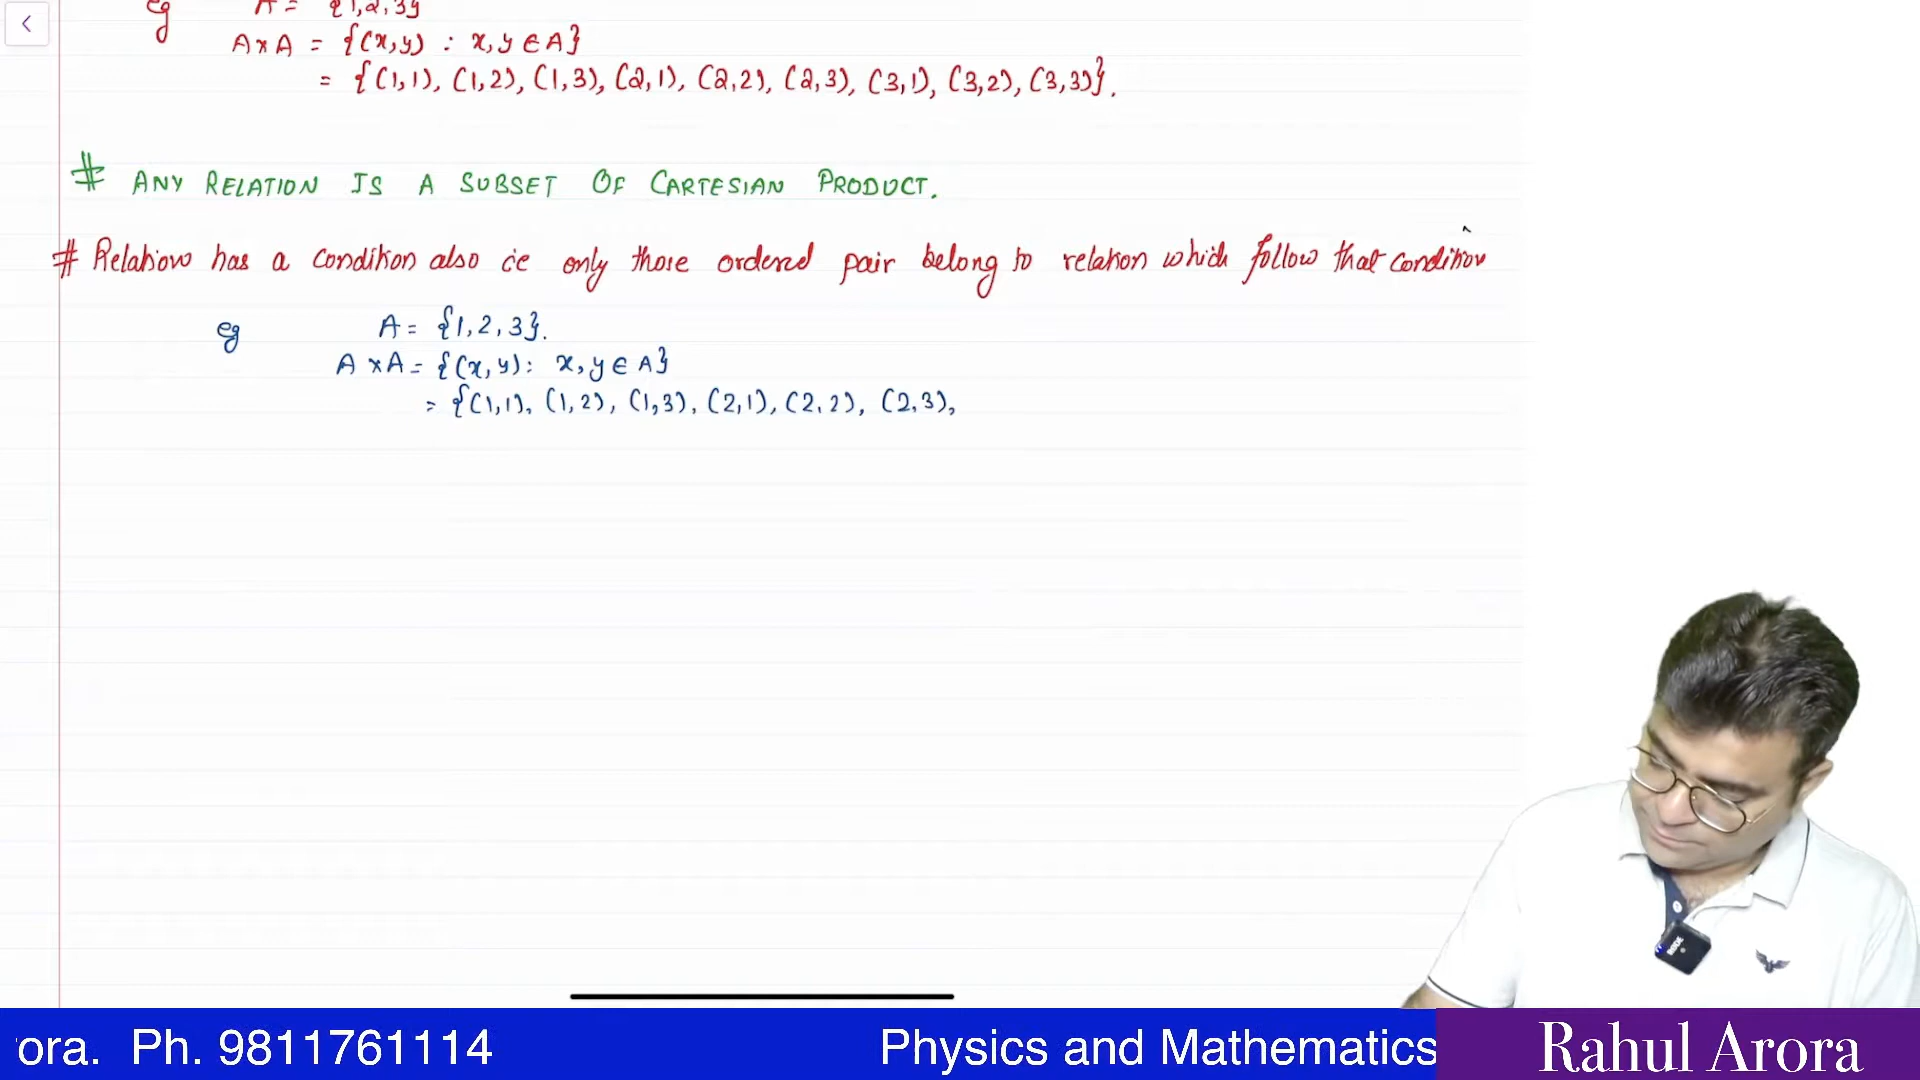 eg A = {1,2,3}
A×A = {(x,y) : x,y ∈ A}
= {(1,1), (1,2), (1,3), (2,1), (2,2), (2,3), (3,1), (3,2), (3,3)}.
# ANY RELATION IS A SUBSET OF CARTESIAN PRODUCT.
# Relation has a condition also ie only those ordered pair belong to relation which follow that condition
eg A = {1,2,3}.
A×A = {(x,y) : x,y ∈ A}
= {(1,1), (1,2), (1,3), (2,1), (2,2), (2,3),
RODE
ora. Ph. 9811761114 Physics and Mathematics Rahul Arora